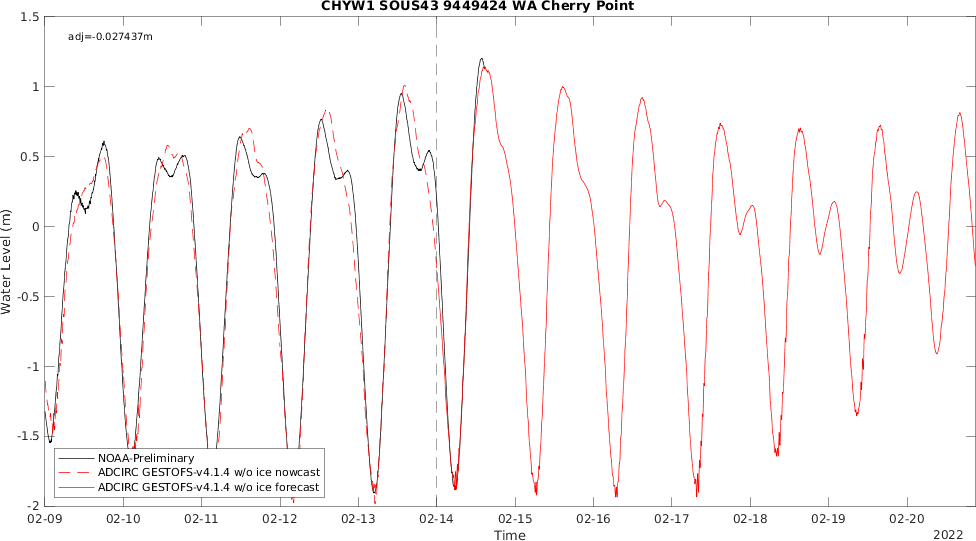 CHYW1 SOUS43 9449424 WA Cherry Point
adj=-0.027437m
1.5
1
0.5
0
-0.5
-1
-1.5
-2
Water Level (m)
NOAA-Preliminary
ADCIRC GESTOFS-v4.1.4 w/o ice nowcast
ADCIRC GESTOFS-v4.1.4 w/o ice forecast
02-09 02-10 02-11 02-12 02-13 02-14 02-15 02-16 02-17 02-18 02-19 02-20
Time
2022